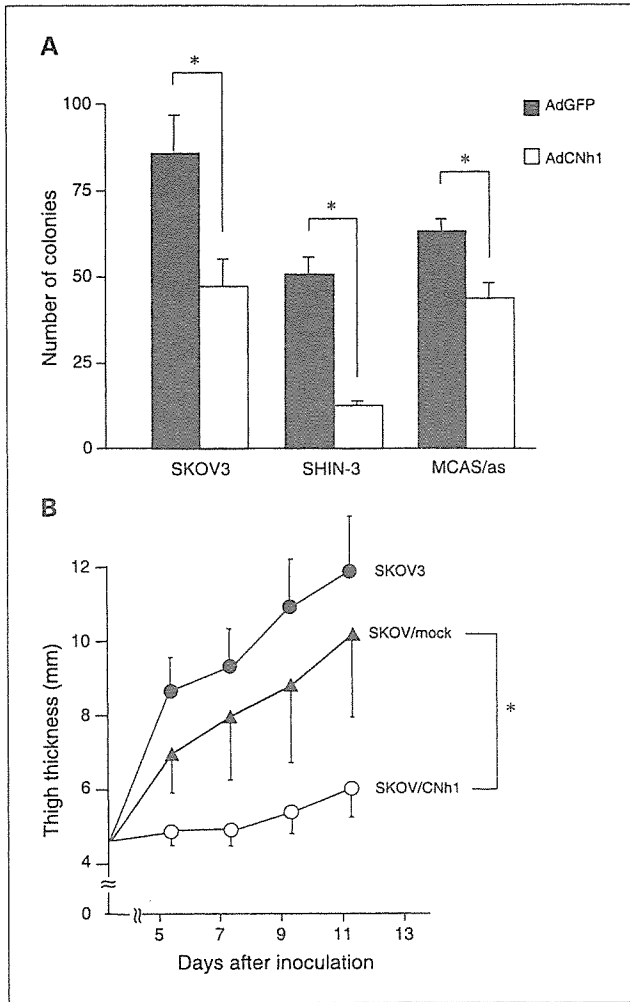 A
*
*
*
AdGFP
AdCNh1
100
75
50
25
0
Number of colonies
SKOV3 SHIN-3 MCAS/as
B
12
10
8
6
4
0
Thigh thickness (mm)
SKOV3
SKOV/mock
*
SKOV/CNh1
5 7 9 11 13
Days after inoculation